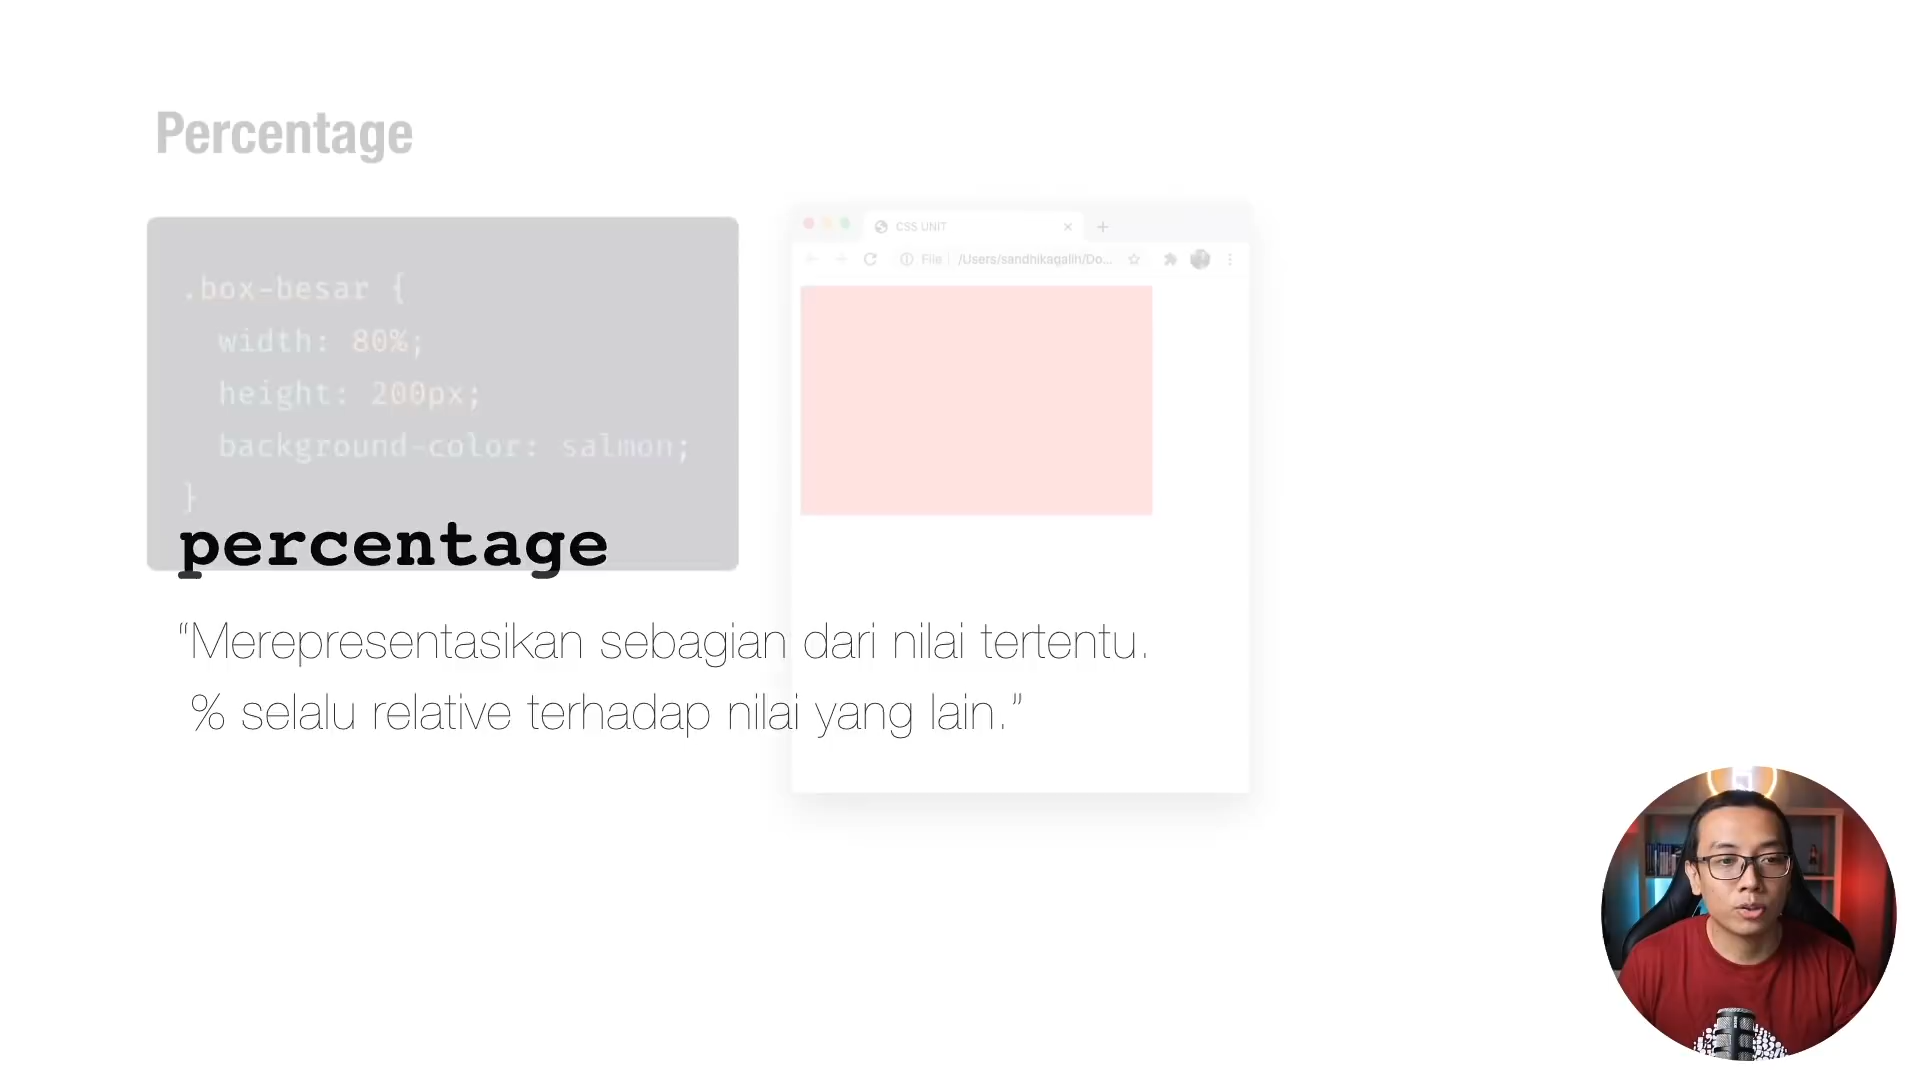 Percentage
.box-besar {
width: 80%;
height: 200px;
background-color: salmon;
}
CSS UNIT
File
/Users/sandhikagalih/Do...
percentage
“Merepresentasikan sebagian dari nilai tertentu.
% selalu relative terhadap nilai yang lain.”